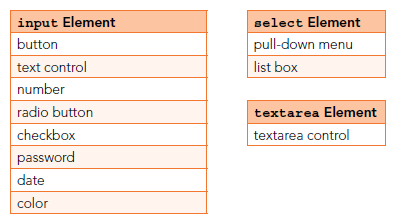 input Element
button
text control
number
radio button
checkbox
password
date
color
select Element
pull-down menu
list box
textarea Element
textarea control